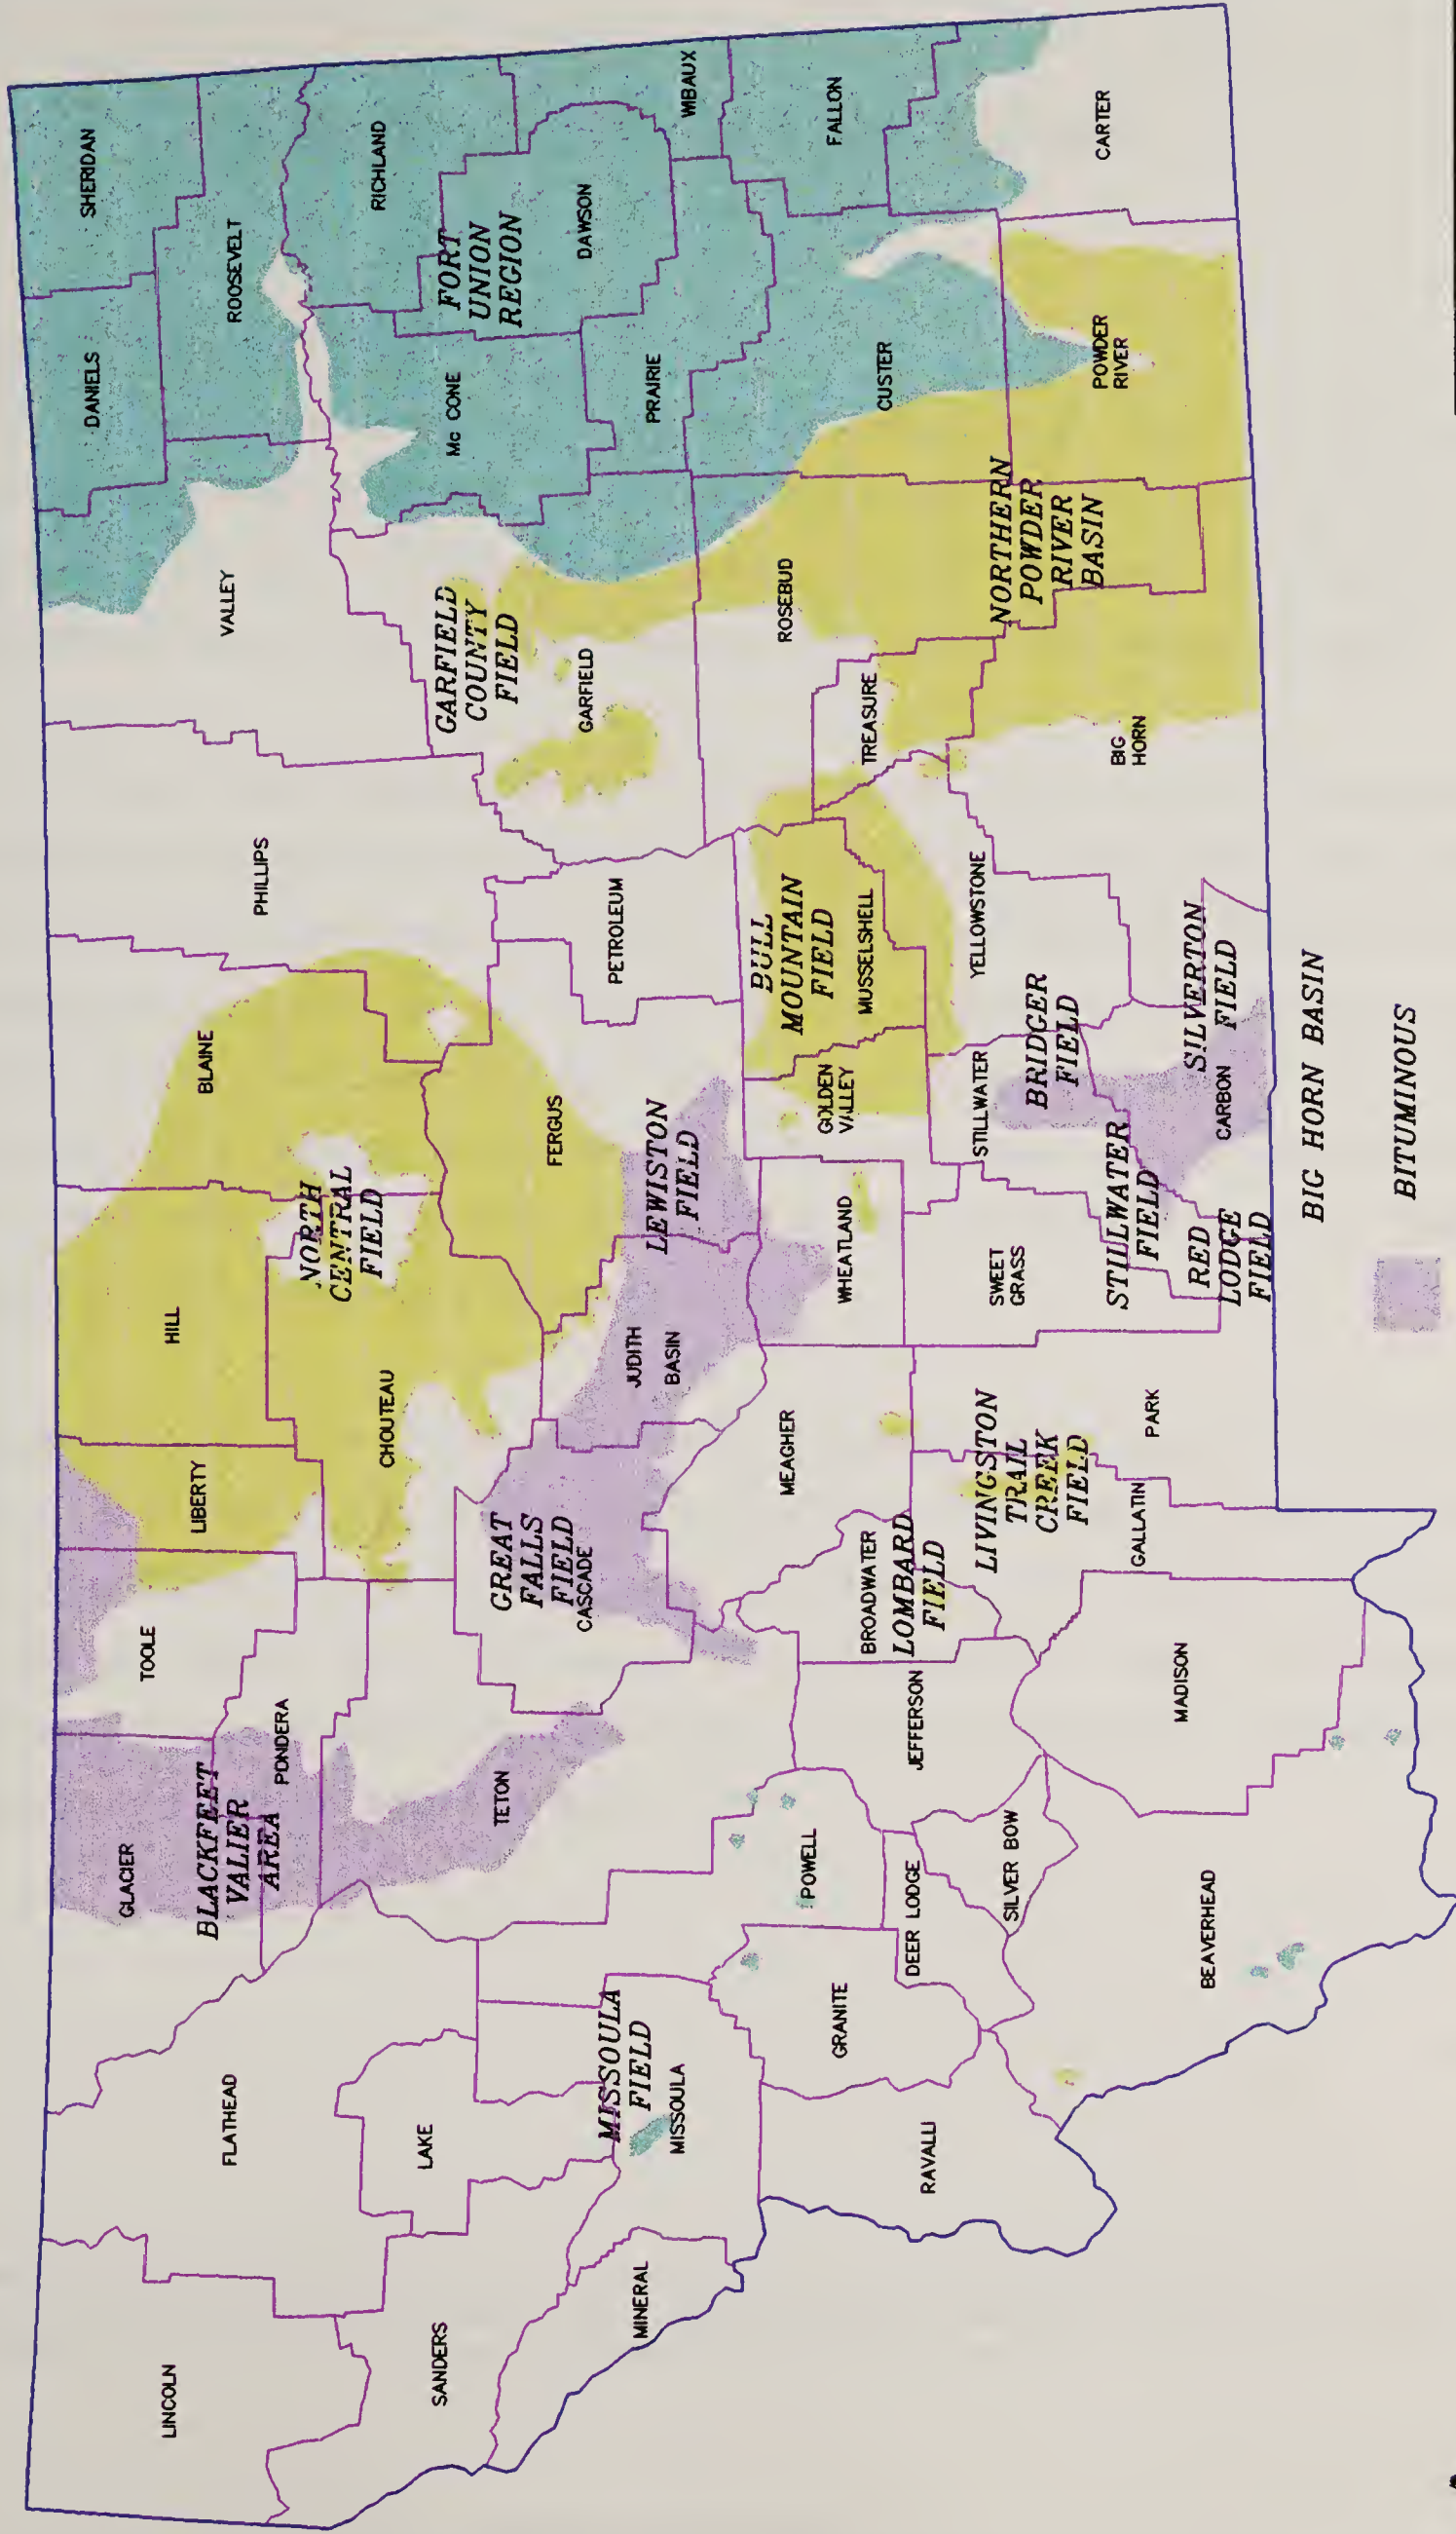 LINCOLN
FLATHEAD
GLACIER
TOOLE
LIBERTY
HILL
BLAINE
PHILLIPS
VALLEY
DANIELS
SHERIDAN
ROOSEVELT
BLACKFEET
VALIER
AREA
PONDERA
NORTH
CENTRAL
FIELD
CHOUTEAU
RICHLAND
SANDERS
LAKE
TETON
GREAT
FALLS
FIELD
CASCADE
FERGUS
GARFIELD
COUNTY
FIELD
GARFIELD
Mc CONE
FORT
UNION
REGION
DAWSON
MISSOULA
FIELD
MISSOULA
MINERAL
JUDITH
BASIN
LEWISTON
FIELD
PETROLEUM
PRAIRIE
WIBAUX
POWELL
MEAGHER
WHEATLAND
GOLDEN
VALLEY
BULL
MOUNTAIN
FIELD
MUSSELSHELL
ROSEBUD
TREASURE
CUSTER
FALLON
GRANITE
DEER LODGE
RAVALLI
JEFFERSON
BROADWATER
LOMBARD
FIELD
SILVER BOW
LIVINGSTON
TRAIL
CREEK
FIELD
SWEET
GRASS
STILLWATER
BRIDGER
FIELD
YELLOWSTONE
NORTHERN
POWDER
RIVER
BASIN
POWDER
RIVER
CARTER
BEAVERHEAD
MADISON
GALLATIN
PARK
STILLWATER
FIELD
RED
LODGE
FIELD
CARBON
SILVERTON
FIELD
BIG
HORN
BIG HORN BASIN
BITUMINOUS